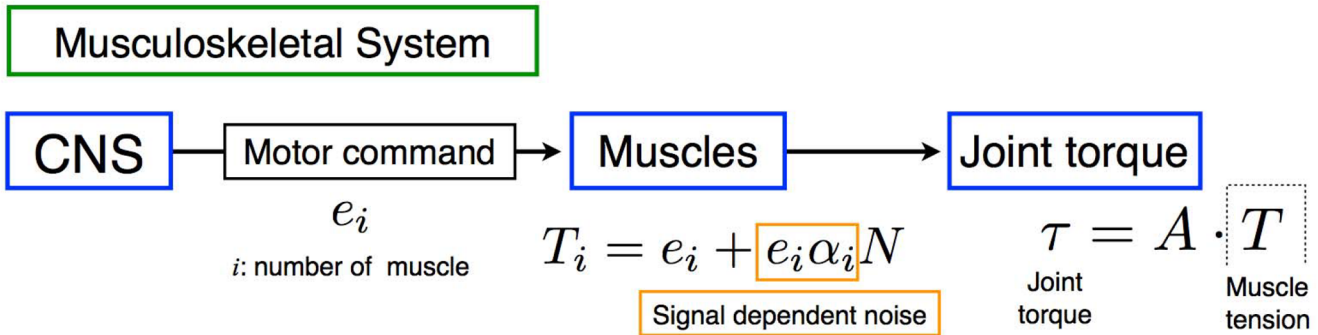 Musculoskeletal System
CNS Motor command Muscles Joint torque
e_i
i: number of muscle
T_i = e_i + e_i α_i N
Signal dependent noise
τ = A · T
Joint
torque
Muscle
tension